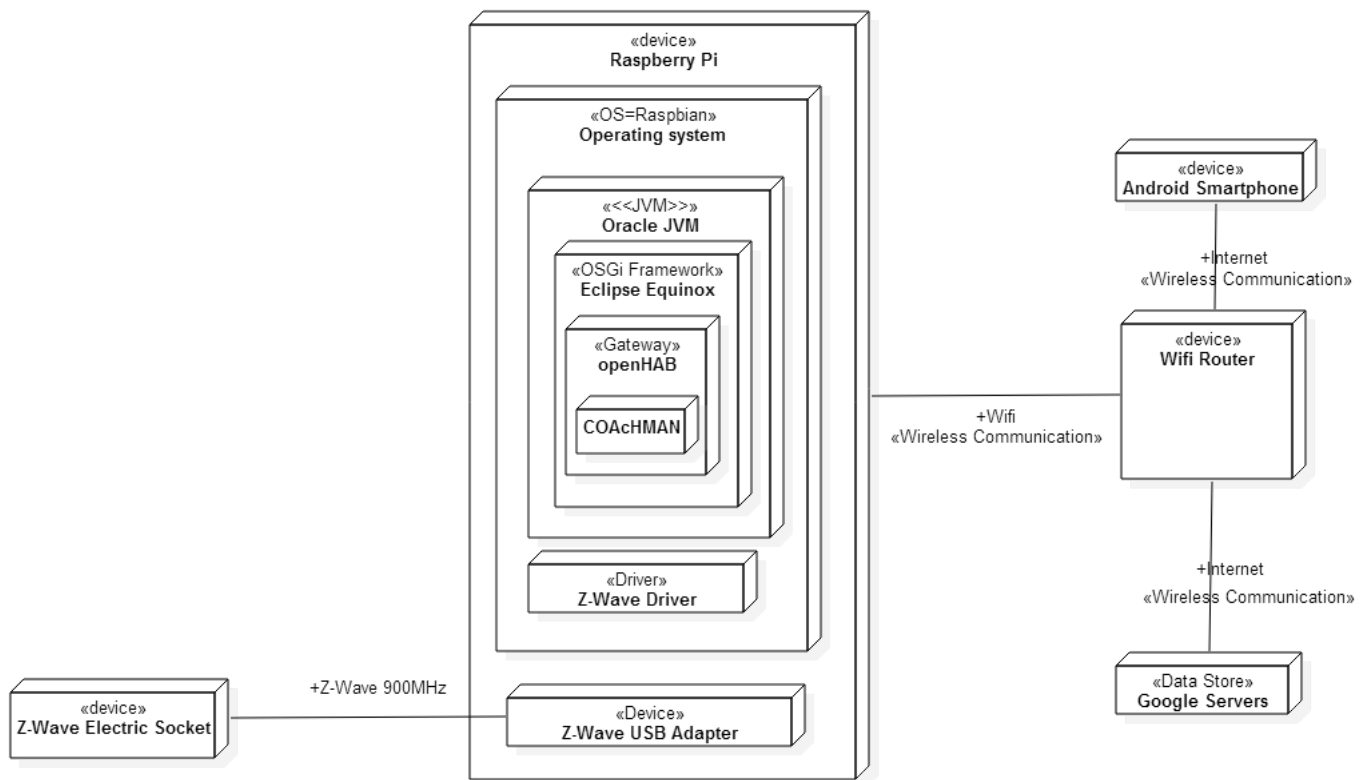 «device»
Raspberry Pi
«OS=Raspbian»
Operating system
«<<JVM>>»
Oracle JVM
«OSGi Framework»
Eclipse Equinox
«Gateway»
openHAB
COAcHMAN
«Driver»
Z-Wave Driver
«Device»
Z-Wave USB Adapter
+Z-Wave 900MHz
«device»
Z-Wave Electric Socket
+Wifi
«Wireless Communication»
«device»
Android Smartphone
+Internet
«Wireless Communication»
«device»
Wifi Router
+Internet
«Wireless Communication»
«Data Store»
Google Servers